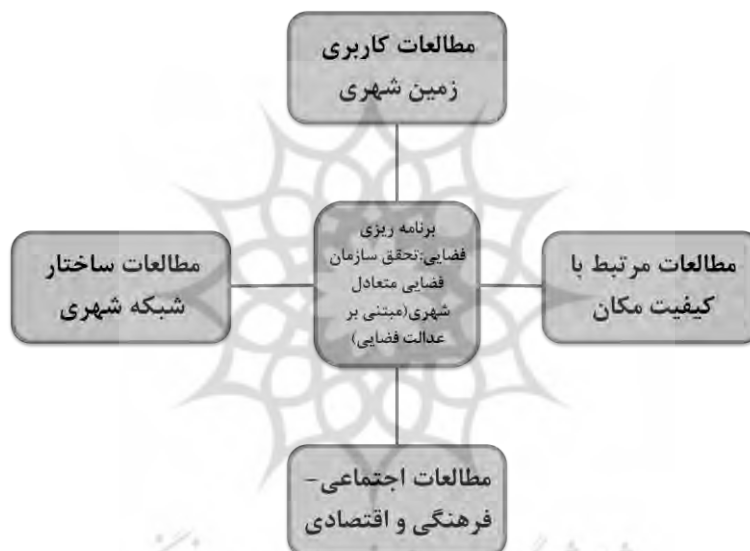 مطالعات کاربری
زمین شهری
مطالعات مرتبط با
کیفیت مکان
برنامه ریزی
فضایی:تحقق سازمان
فضایی متعادل
شهری(مبتنی بر
عدالت فضایی)
مطالعات ساختار
شبکه شهری
مطالعات اجتماعی-
فرهنگی و اقتصادی